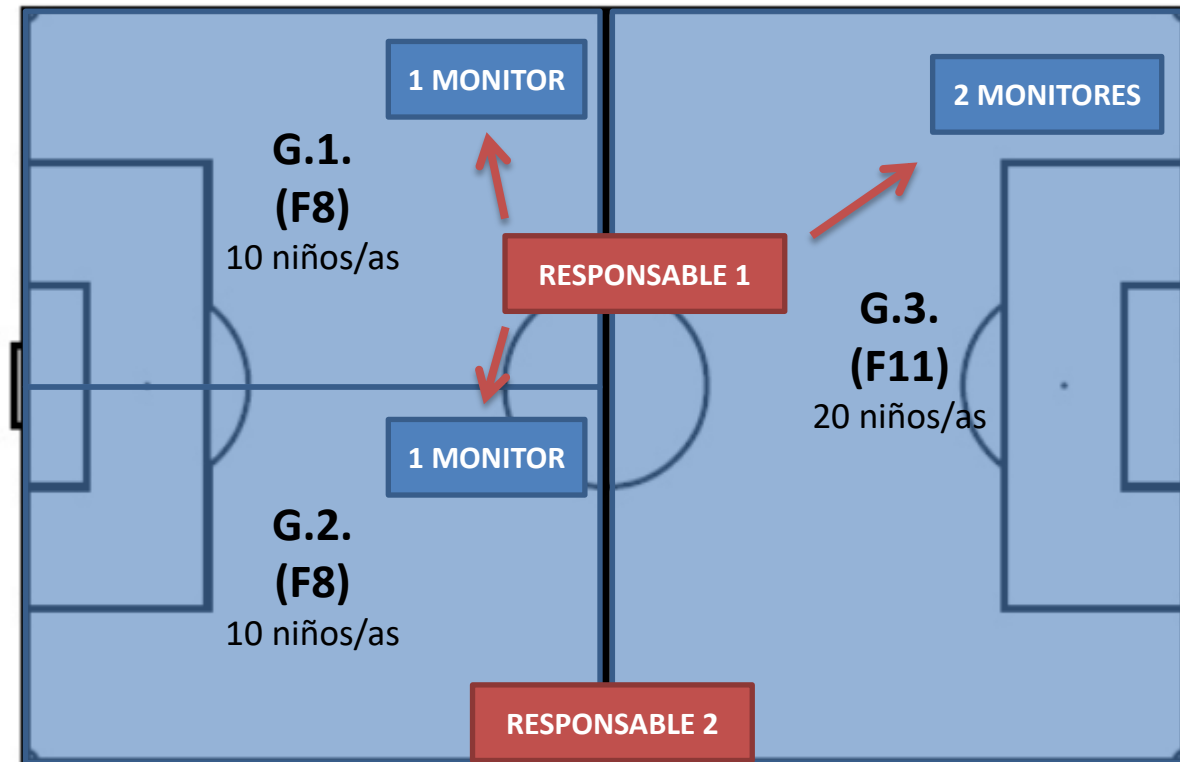 1 MONITOR
G.1.
(F8)
10 niños/as
2 MONITORES
RESPONSABLE 1
G.3.
(F11)
20 niños/as
1 MONITOR
G.2.
(F8)
10 niños/as
RESPONSABLE 2